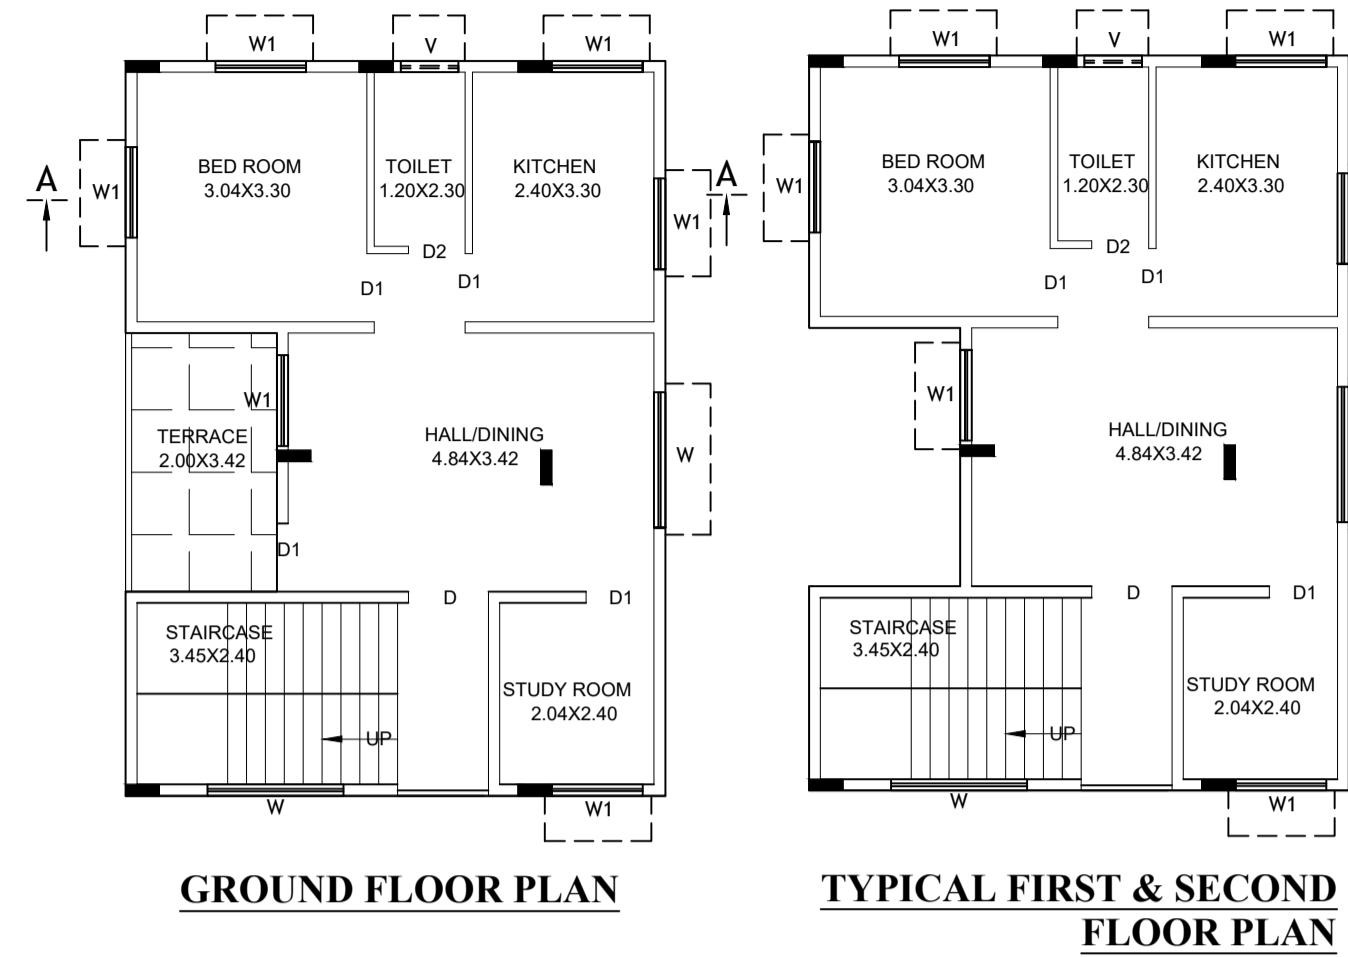 W1
V
W1
BED ROOM
3.04X3.30
TOILET
1.20X2.30
KITCHEN
2.40X3.30
A
W1
W1
D2
D1
D1
W1
TERRACE
2.00X3.42
HALL/DINING
4.84X3.42
W
D1
D
D1
STAIRCASE
3.45X2.40
STUDY ROOM
2.04X2.40
UP
W
W1
GROUND FLOOR PLAN
W1
V
W1
BED ROOM
3.04X3.30
TOILET
1.20X2.30
KITCHEN
2.40X3.30
A
W1
D2
D1
D1
W1
HALL/DINING
4.84X3.42
D
D1
STAIRCASE
3.45X2.40
STUDY ROOM
2.04X2.40
UP
W
W1
TYPICAL FIRST & SECOND
FLOOR PLAN